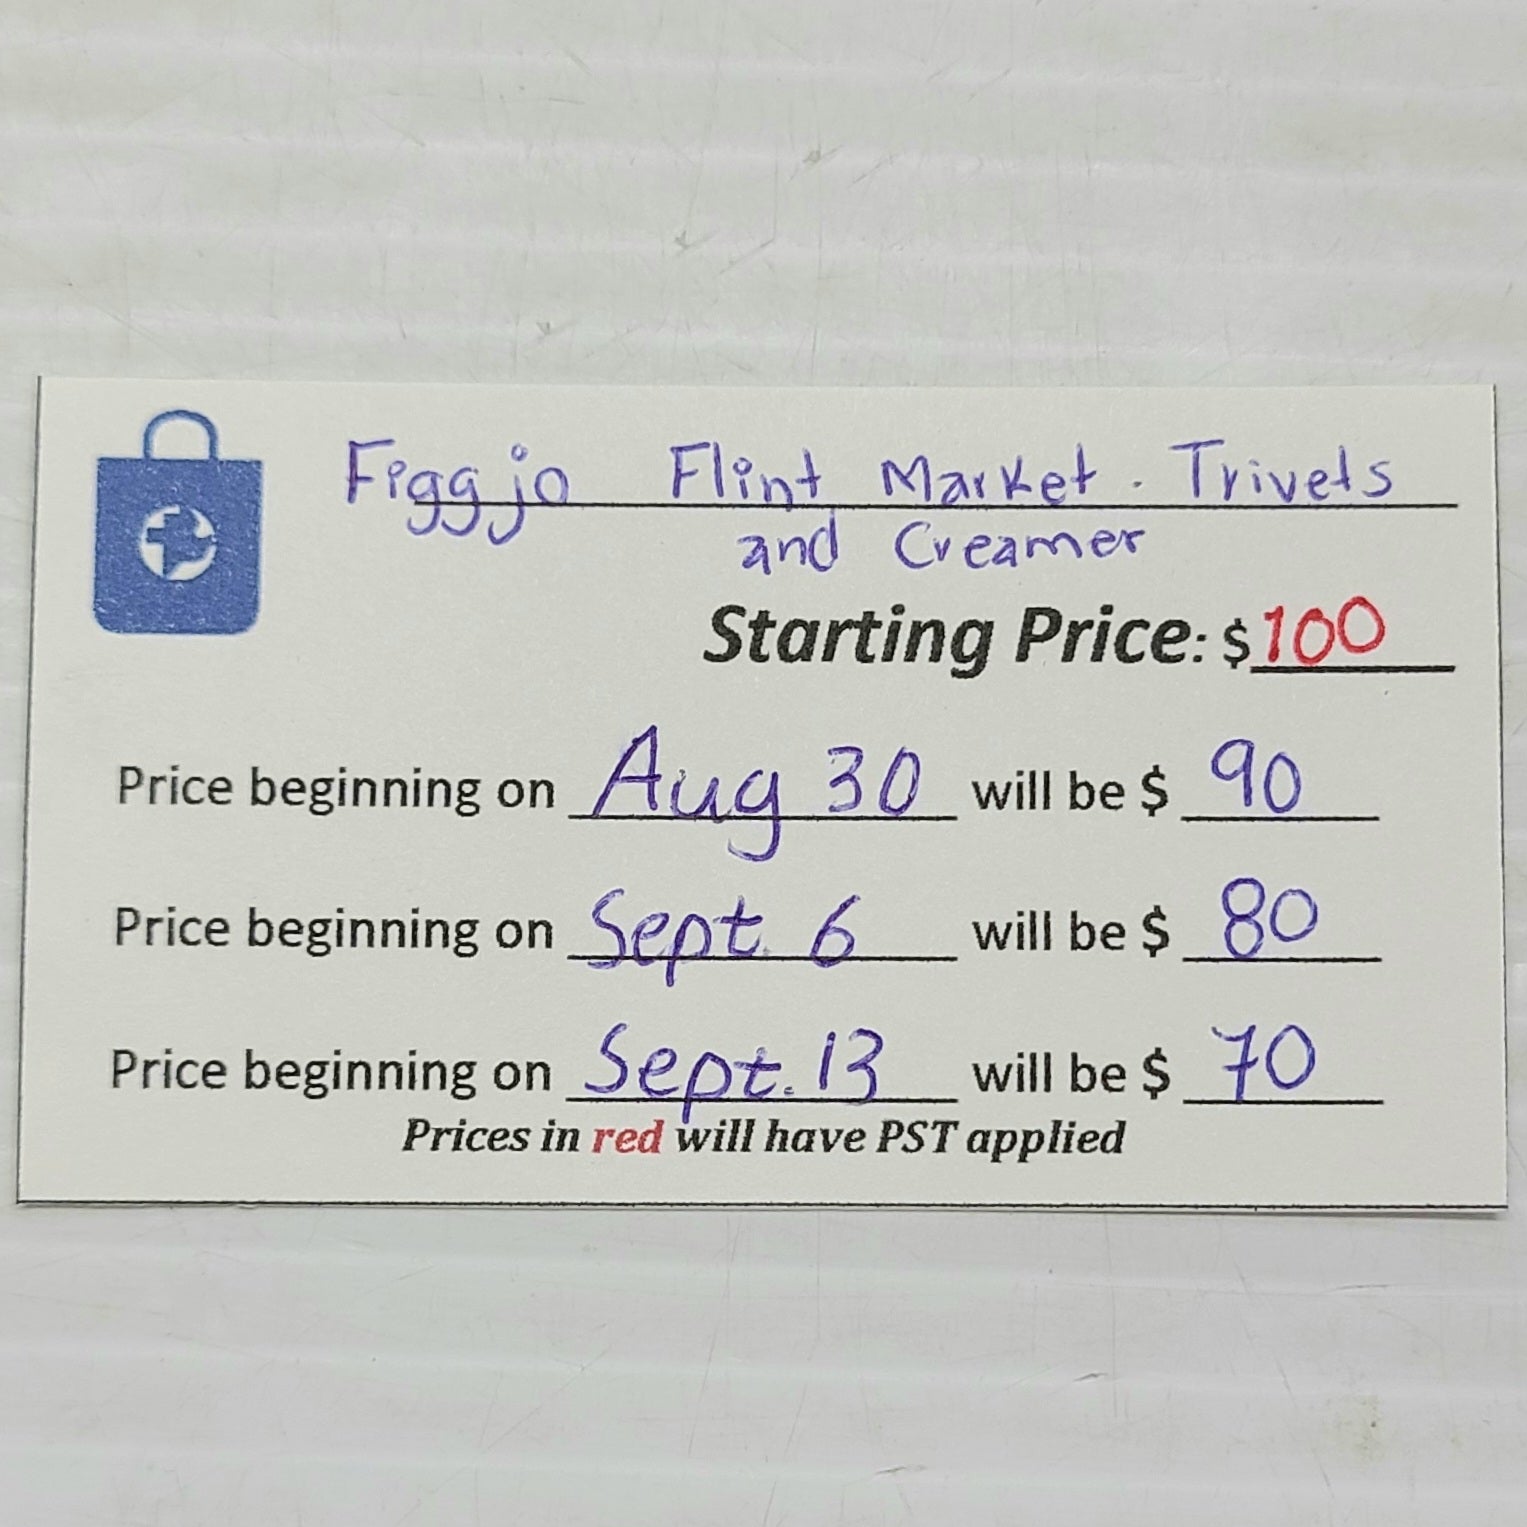 Figgjo Flint Market. Trivets
and Creamer
Starting Price: $100
Price beginning on Aug 30 will be $ 90
Price beginning on Sept. 6 will be $ 80
Price beginning on Sept. 13 will be $ 70
Prices in red will have PST applied